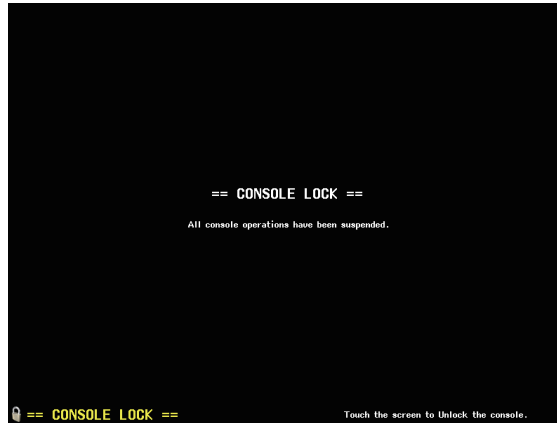 == CONSOLE LOCK ==
All console operations have been suspended.
== CONSOLE LOCK ==
Touch the screen to Unlock the console.